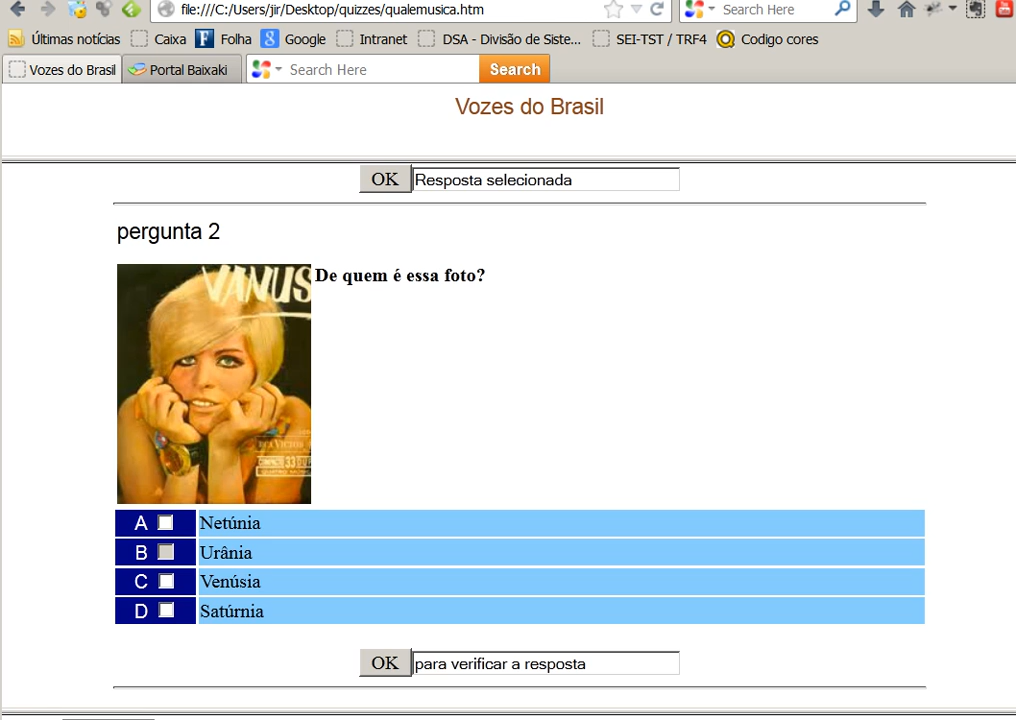 file:///C:/Users/jir/Desktop/quizzes/qualemusica.htm
Search Here
Últimas notícias
Caixa
Folha
Google
Intranet
DSA - Divisão de Siste...
SEI-TST / TRF4
Codigo cores
Vozes do Brasil
Portal Baixaki
Search Here
Search
Vozes do Brasil
OK
Resposta selecionada
pergunta 2
VANUS
De quem é essa foto?
COMPACTO 33
A
Netúnia
B
Urânia
C
Venúsia
D
Satúrnia
OK
para verificar a resposta